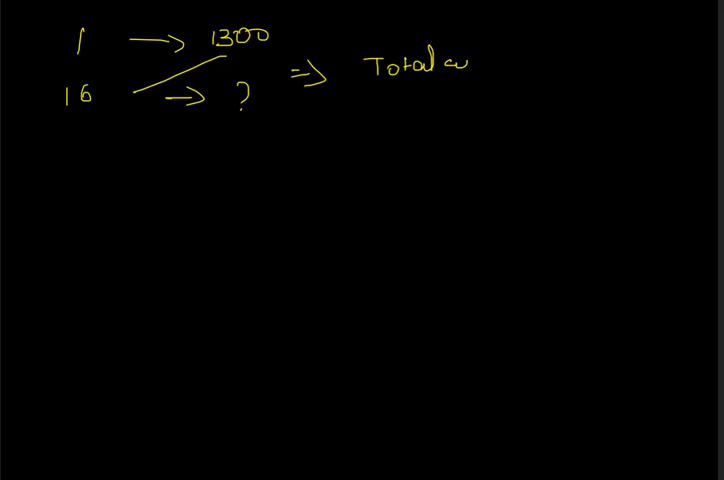 1 → 1300
16 → ? ⇒ Total